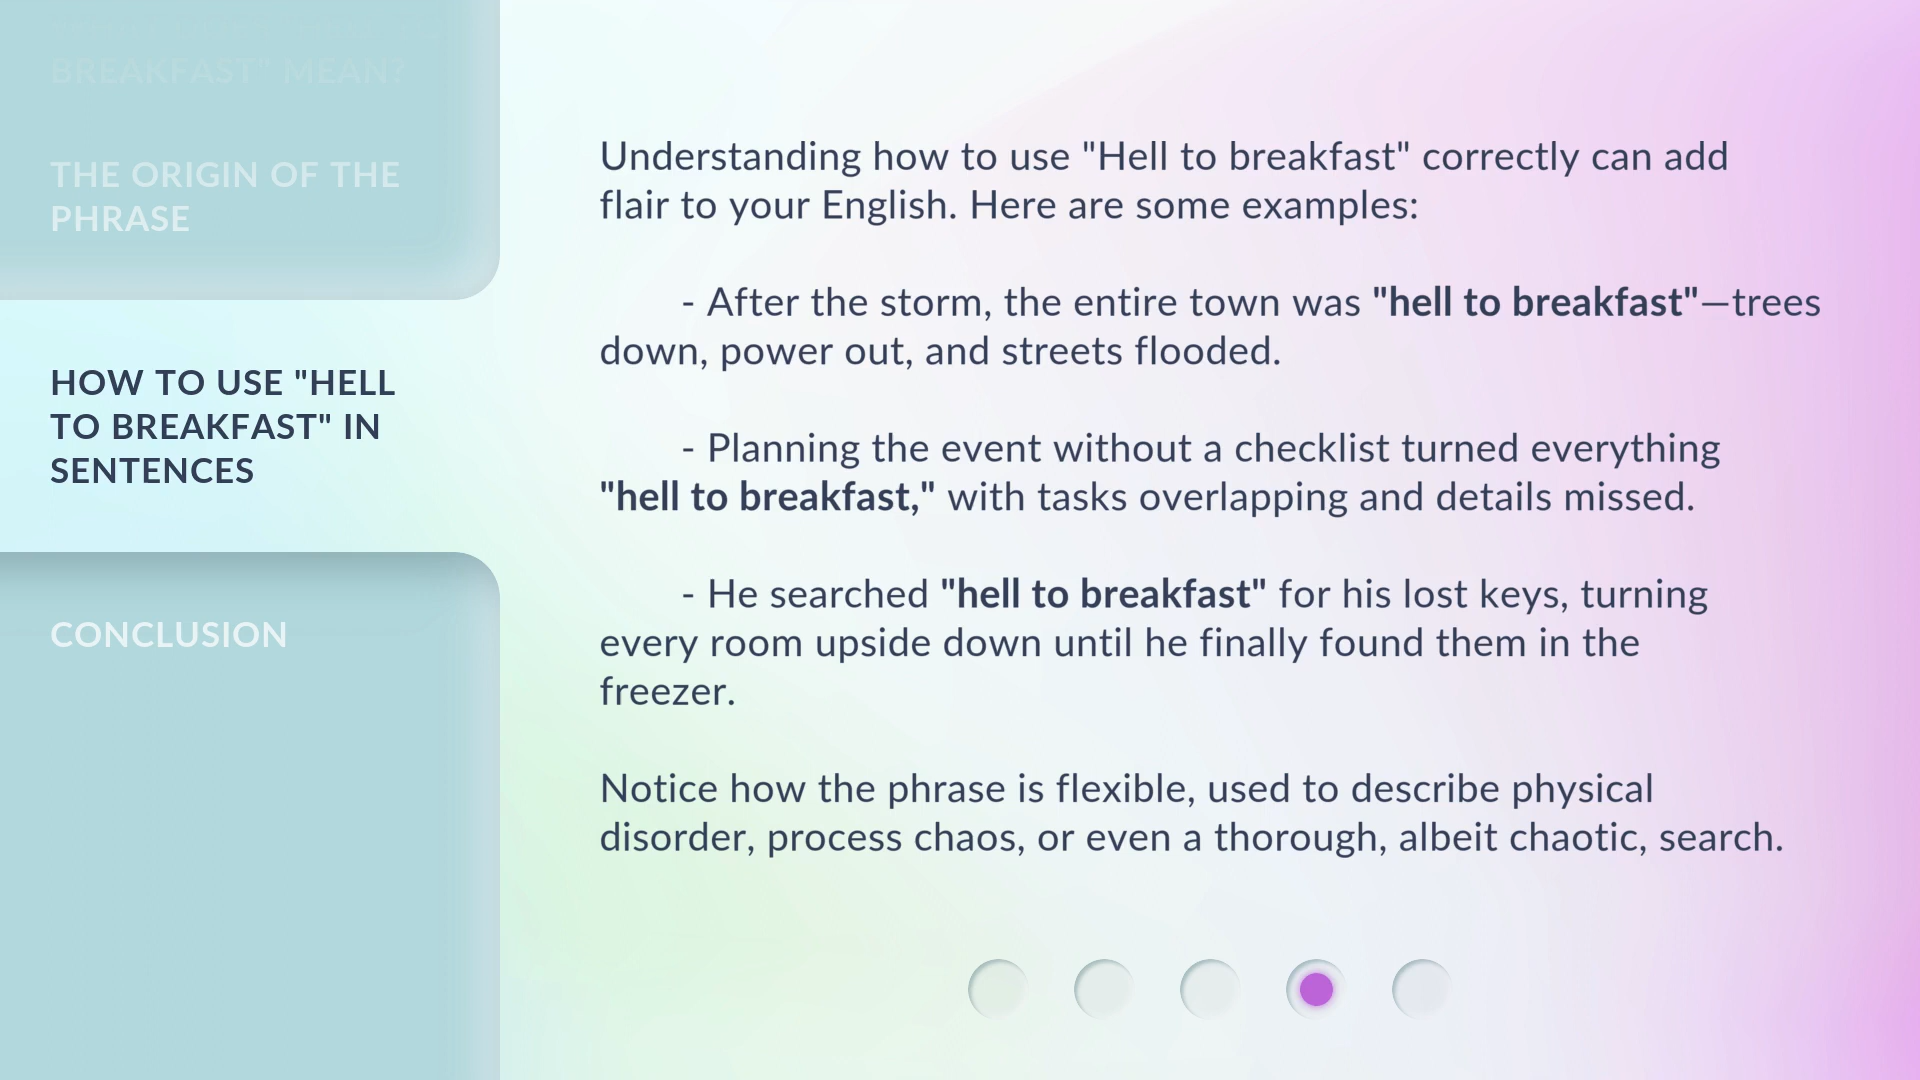 BREAKFAST" MEAN?
THE ORIGIN OF THE
PHRASE
HOW TO USE "HELL
TO BREAKFAST" IN
SENTENCES
CONCLUSION
Understanding how to use "Hell to breakfast" correctly can add
flair to your English. Here are some examples:
- After the storm, the entire town was "hell to breakfast"—trees
down, power out, and streets flooded.
- Planning the event without a checklist turned everything
"hell to breakfast," with tasks overlapping and details missed.
- He searched "hell to breakfast" for his lost keys, turning
every room upside down until he finally found them in the
freezer.
Notice how the phrase is flexible, used to describe physical
disorder, process chaos, or even a thorough, albeit chaotic, search.